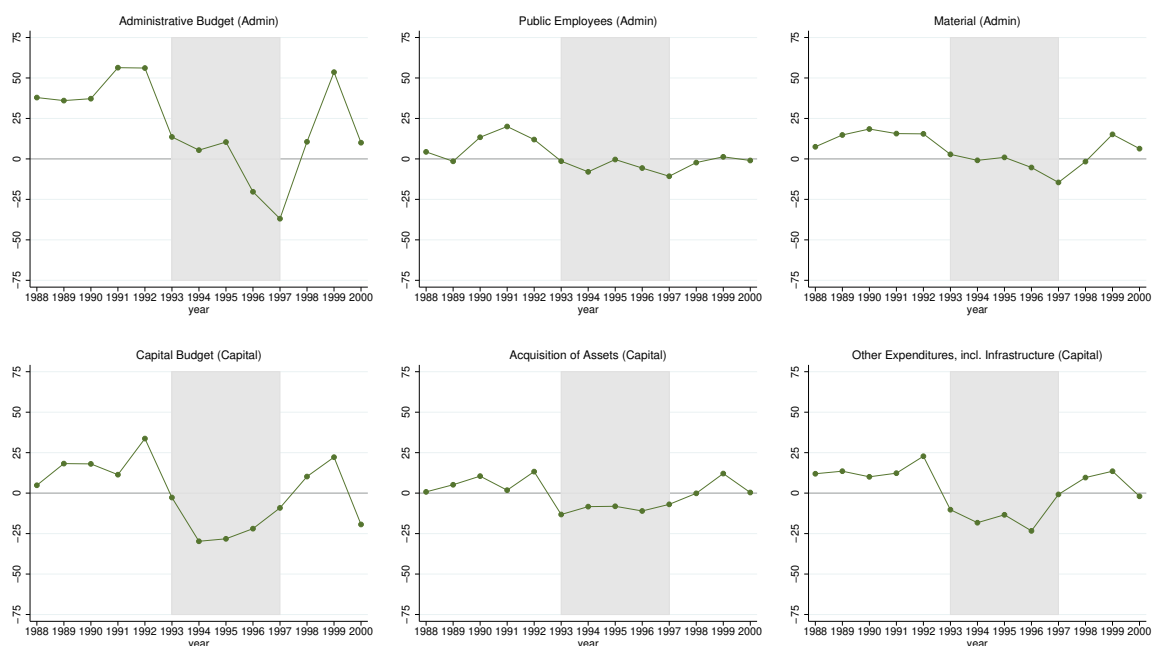 Administrative Budget (Admin)
75
50
25
0
−25
−50
−75
1988 1989 1990 1991 1992 1993 1994 1995 1996 1997 1998 1999 2000
year
Public Employees (Admin)
75
50
25
0
−25
−50
−75
1988 1989 1990 1991 1992 1993 1994 1995 1996 1997 1998 1999 2000
year
Material (Admin)
75
50
25
0
−25
−50
−75
1988 1989 1990 1991 1992 1993 1994 1995 1996 1997 1998 1999 2000
year
Capital Budget (Capital)
75
50
25
0
−25
−50
−75
1988 1989 1990 1991 1992 1993 1994 1995 1996 1997 1998 1999 2000
year
Acquisition of Assets (Capital)
75
50
25
0
−25
−50
−75
1988 1989 1990 1991 1992 1993 1994 1995 1996 1997 1998 1999 2000
year
Other Expenditures, incl. Infrastructure (Capital)
75
50
25
0
−25
−50
−75
1988 1989 1990 1991 1992 1993 1994 1995 1996 1997 1998 1999 2000
year